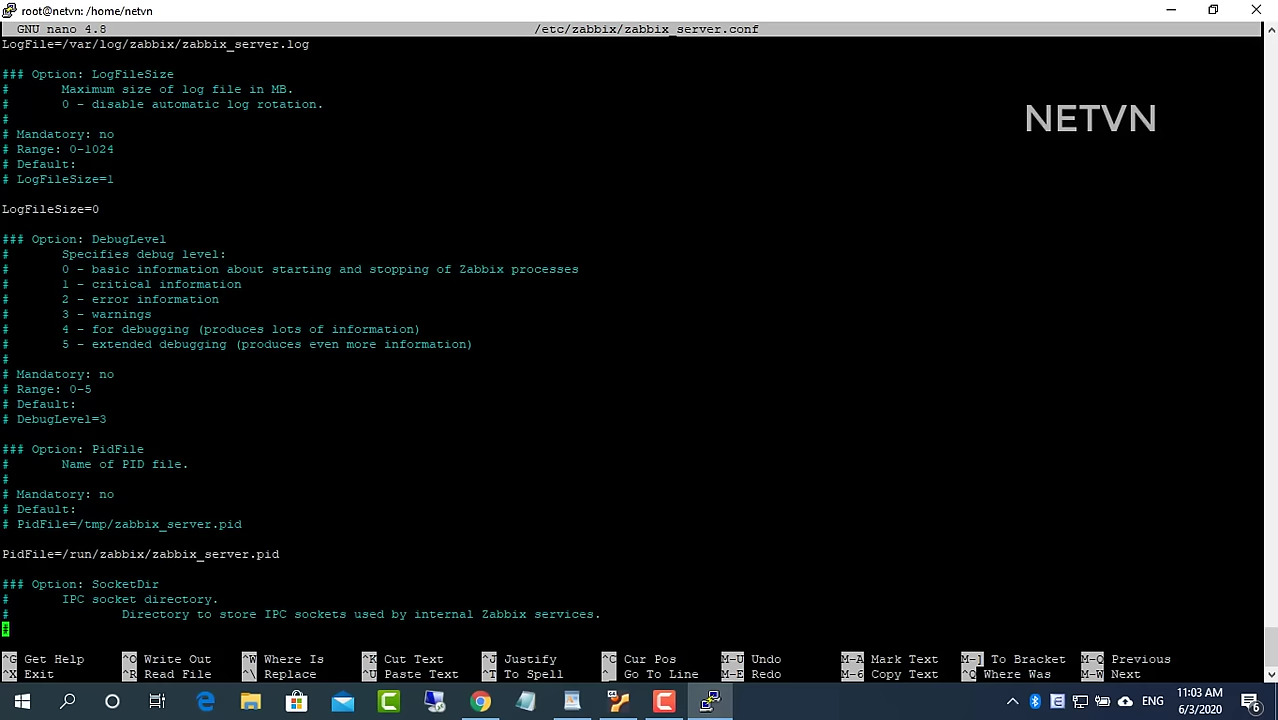 root@netvn: /home/netvn
GNU nano 4.8 /etc/zabbix/zabbix_server.conf
LogFile=/var/log/zabbix/zabbix_server.log
### Option: LogFileSize
# Maximum size of log file in MB.
# 0 - disable automatic log rotation.
#
# Mandatory: no
# Range: 0-1024
# Default:
# LogFileSize=1
LogFileSize=0
### Option: DebugLevel
# Specifies debug level:
# 0 - basic information about starting and stopping of Zabbix processes
# 1 - critical information
# 2 - error information
# 3 - warnings
# 4 - for debugging (produces lots of information)
# 5 - extended debugging (produces even more information)
#
# Mandatory: no
# Range: 0-5
# Default:
# DebugLevel=3
### Option: PidFile
# Name of PID file.
#
# Mandatory: no
# Default:
# PidFile=/tmp/zabbix_server.pid
PidFile=/run/zabbix/zabbix_server.pid
### Option: SocketDir
# IPC socket directory.
# Directory to store IPC sockets used by internal Zabbix services.
#
NETVN
^G Get Help ^O Write Out ^W Where Is ^K Cut Text ^J Justify ^C Cur Pos M-U Undo M-A Mark Text M-] To Bracket M-Q Previous
^X Exit ^R Read File ^\ Replace ^U Paste Text ^T To Spell ^_ Go To Line M-E Redo M-6 Copy Text ^Q Where Was M-W Next
ENG
11:03 AM
6/3/2020
6